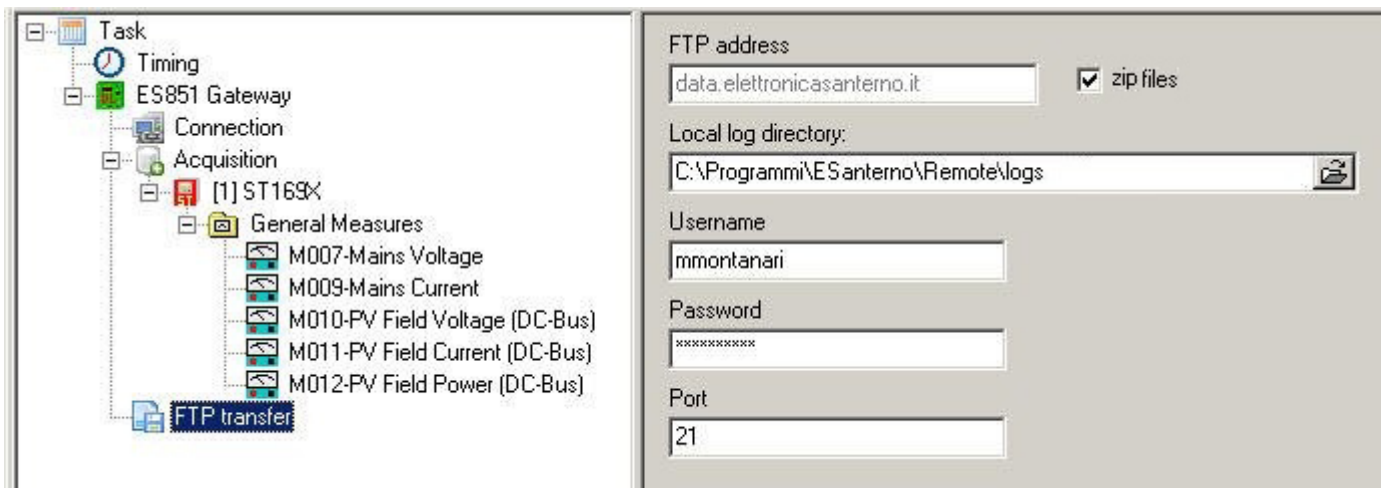 Task
Timing
ES851 Gateway
Connection
Acquisition
[1] ST169X
General Measures
M007-Mains Voltage
M009-Mains Current
M010-PV Field Voltage (DC-Bus)
M011-PV Field Current (DC-Bus)
M012-PV Field Power (DC-Bus)
FTP transfer
FTP address
data.elettronicasanterno.it
zip files
Local log directory:
C:\Programmi\ESanterno\Remote\logs
Username
mmontanari
Password
**********
Port
21